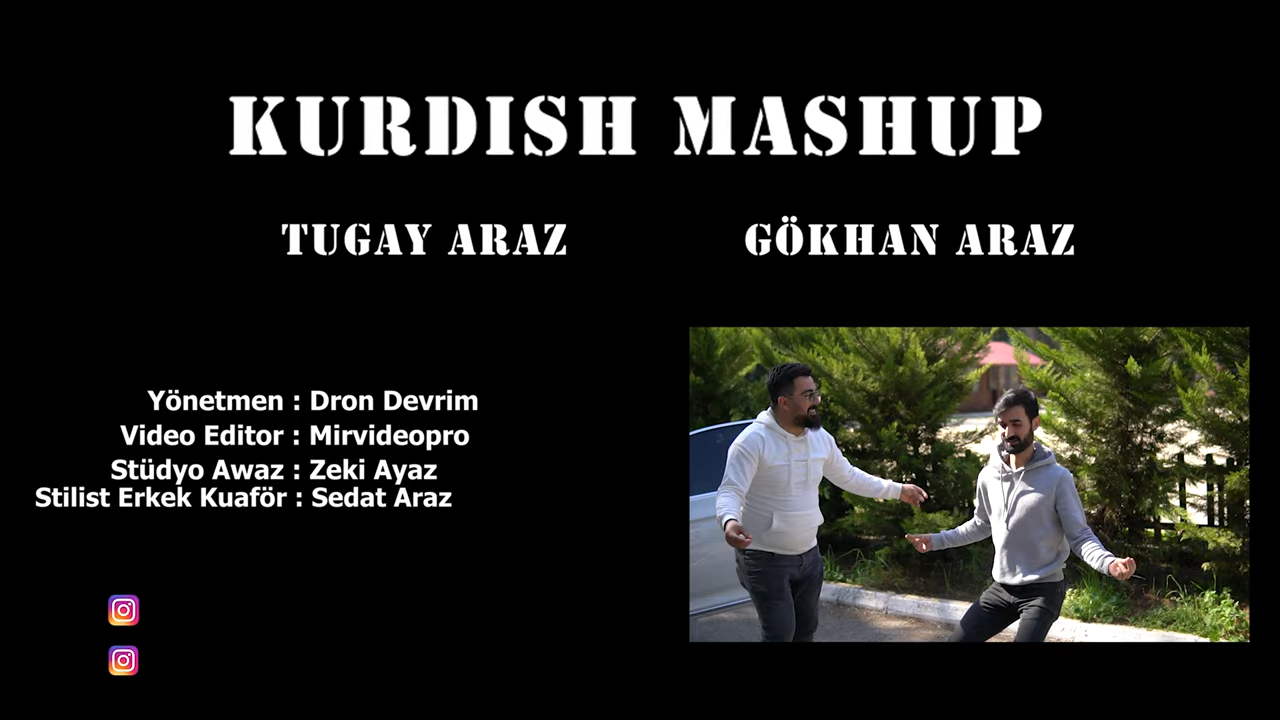 KURDISH MASHUP
TUGAY ARAZ GÖKHAN ARAZ
Yönetmen : Dron Devrim
Video Editor : Mirvideopro
Stüdyo Awaz : Zeki Ayaz
Stilist Erkek Kuaför : Sedat Araz